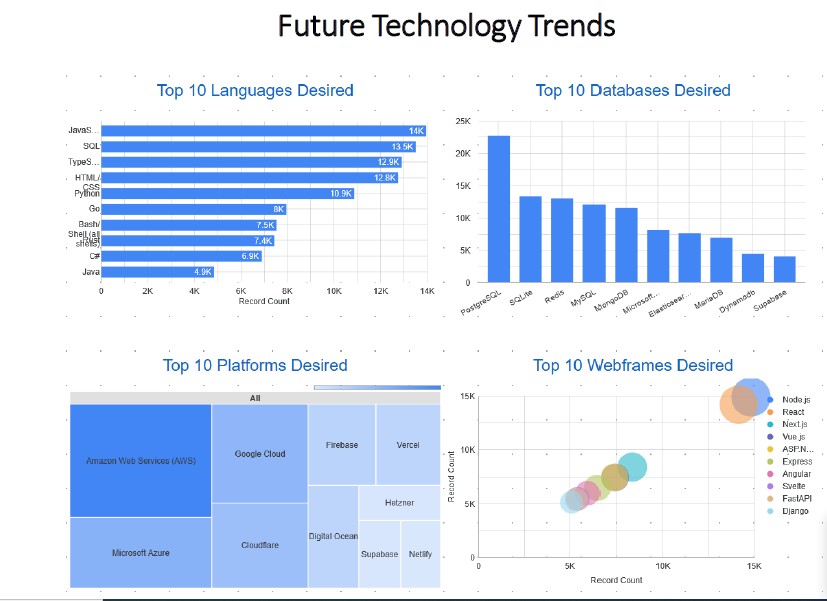 Future Technology Trends
Top 10 Languages Desired
JavaS...
14K
SQL
13.5K
TypeS...
12.9K
HTML/
CSS
12.8K
Python
10.9K
Go
8K
Bash/
Shell (all
shells)
7.5K
Rust
7.4K
C#
6.9K
Java
4.9K
0 2K 4K 6K 8K 10K 12K 14K
Record Count
Top 10 Databases Desired
25K
20K
15K
10K
5K
0
PostgreSQL
SQLite
Redis
MySQL
MongoDB
Microsoft...
Elasticsear...
MariaDB
Dynamodb
Supabase
Top 10 Platforms Desired
All
Amazon Web Services (AWS)
Microsoft Azure
Google Cloud
Cloudflare
Firebase
Vercel
Digital Ocean
Hetzner
Supabase
Netlify
Top 10 Webframes Desired
Record Count
15K
10K
5K
0
0 5K 10K 15K
Record Count
Node.js
React
Next.js
Vue.js
ASP.N...
Express
Angular
Svelte
FastAPI
Django